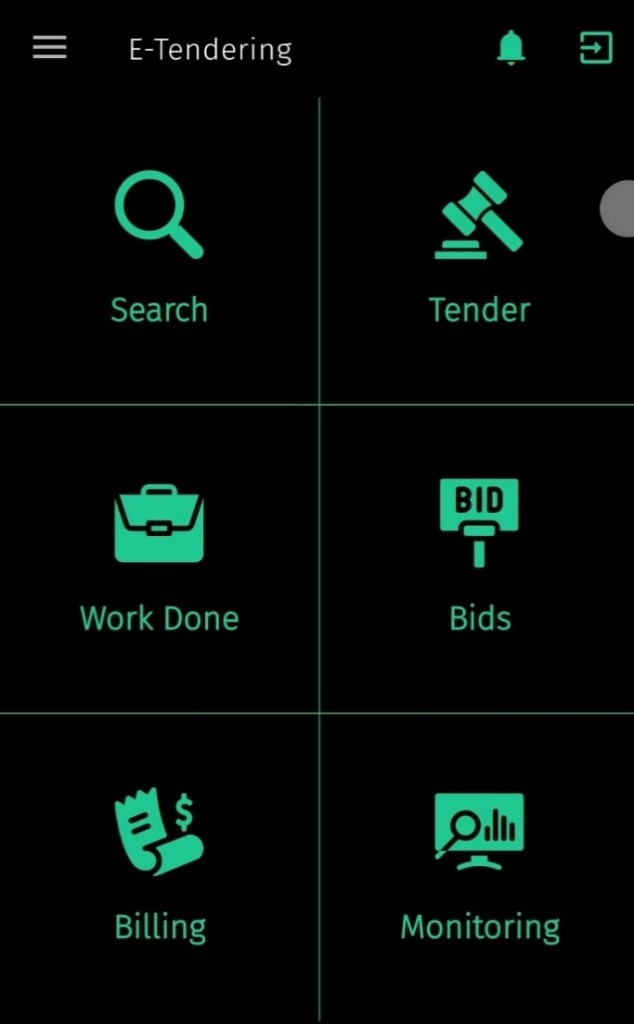 E-Tendering
Search
Tender
Work Done
BID
Bids
$
Billing
Monitoring